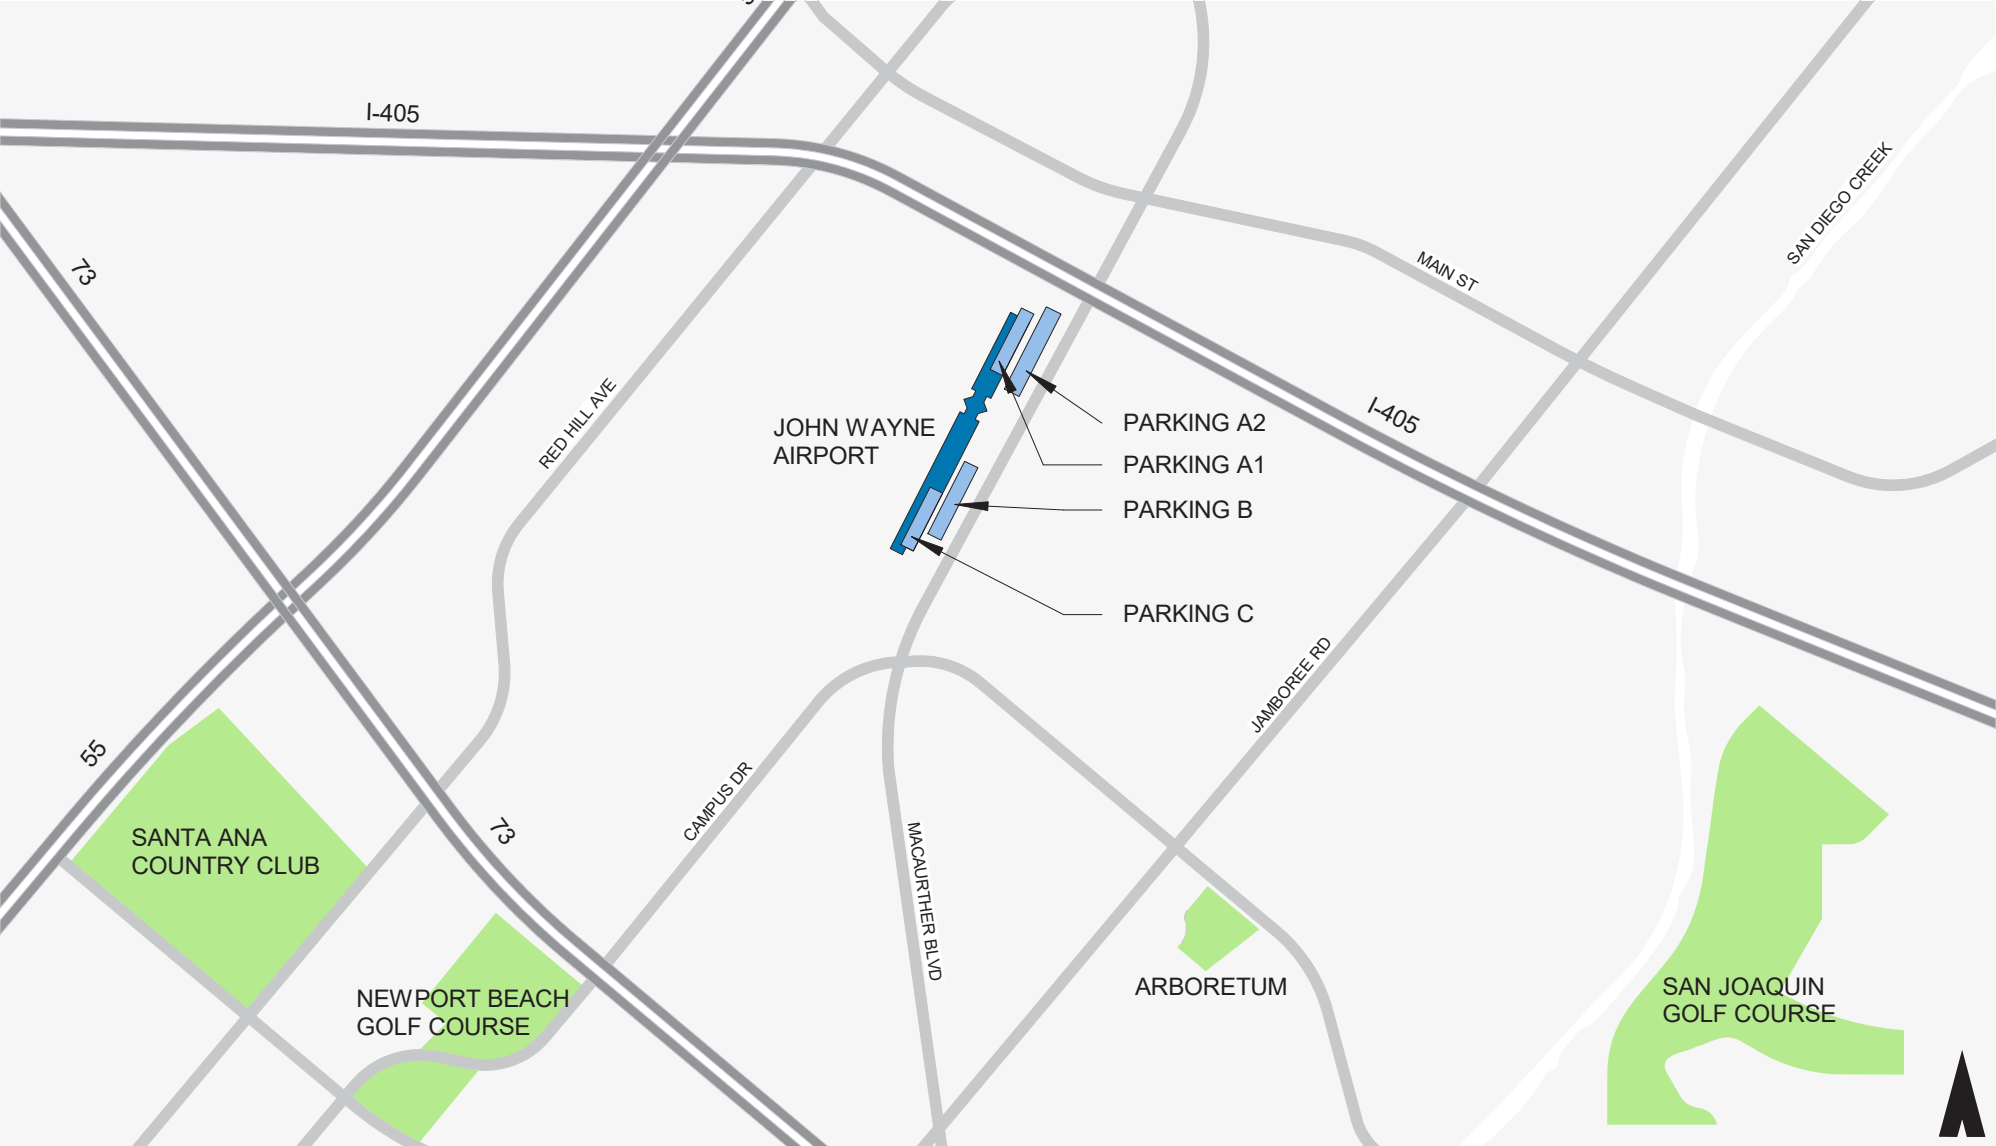 I-405
SAN DIEGO CREEK
73
MAIN ST
RED HILL AVE
I-405
JOHN WAYNE
AIRPORT
PARKING A2
PARKING A1
PARKING B
PARKING C
JAMBOREE RD
55
CAMPUS DR
73
SANTA ANA
COUNTRY CLUB
MACAURTHER BLVD
NEWPORT BEACH
GOLF COURSE
ARBORETUM
SAN JOAQUIN
GOLF COURSE